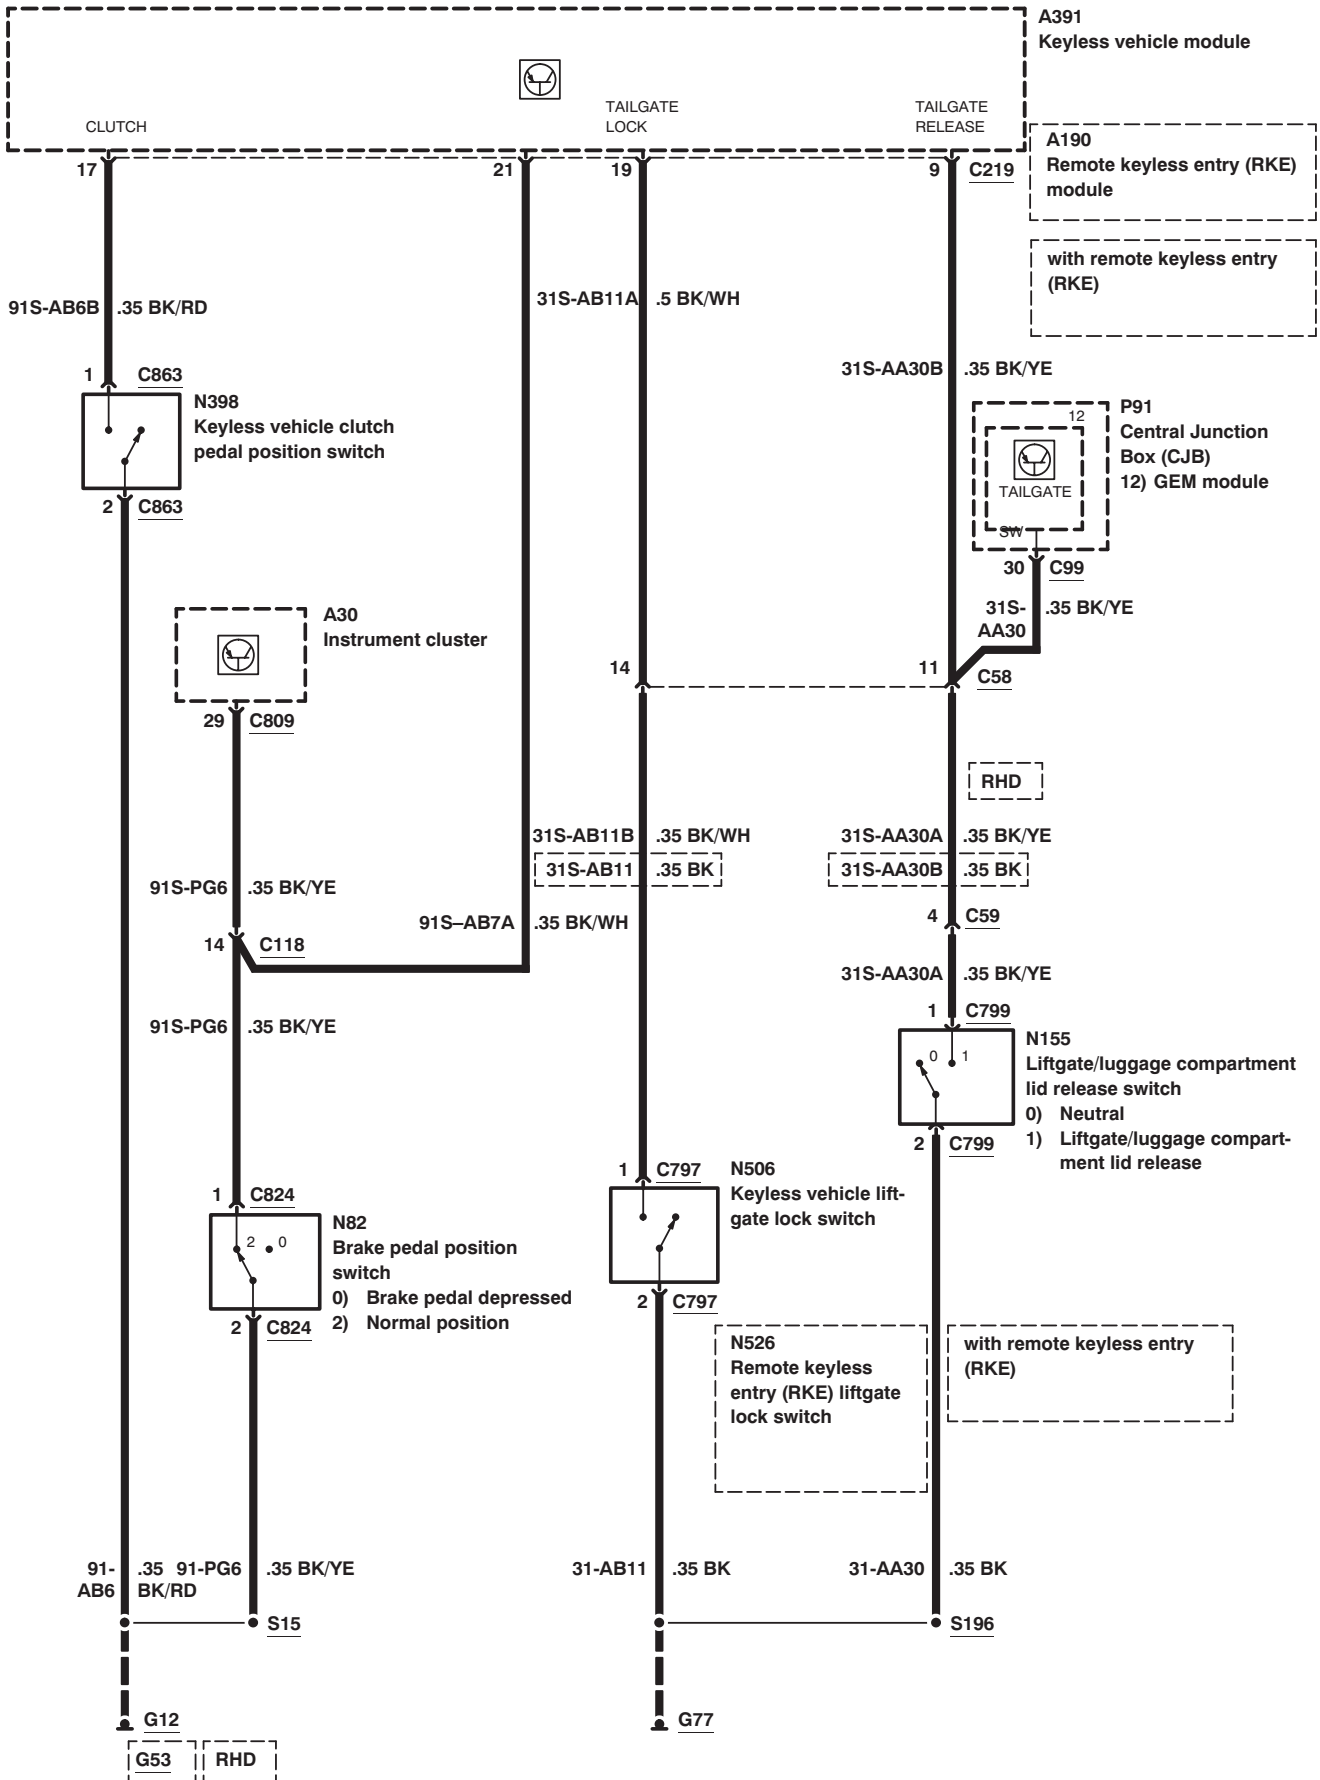 A391
Keyless vehicle module
TAILGATE
LOCK
TAILGATE
RELEASE
CLUTCH
A190
Remote keyless entry (RKE)
module
17
21
19
9 C219
with remote keyless entry
(RKE)
91S-AB6B .35 BK/RD
31S-AB11A .5 BK/WH
31S-AA30B .35 BK/YE
1 C863
N398
Keyless vehicle clutch
pedal position switch
2 C863
P91
Central Junction
Box (CJB)
12) GEM module
12
TAILGATE
SW
30 C99
31S-
AA30
.35 BK/YE
A30
Instrument cluster
29 C809
14
11 C58
RHD
31S-AB11B .35 BK/WH
31S-AB11 .35 BK
31S-AA30A .35 BK/YE
31S-AA30B .35 BK
91S-PG6 .35 BK/YE
91S–AB7A .35 BK/WH
4 C59
14 C118
31S-AA30A .35 BK/YE
1 C799
91S-PG6 .35 BK/YE
0 1
N155
Liftgate/luggage compartment
lid release switch
0) Neutral
1) Liftgate/luggage compart-
ment lid release
2 C799
1 C797
N506
Keyless vehicle lift-
gate lock switch
2 C797
1 C824
2 0
N82
Brake pedal position
switch
0) Brake pedal depressed
2) Normal position
2 C824
N526
Remote keyless
entry (RKE) liftgate
lock switch
with remote keyless entry
(RKE)
91-
AB6
.35
BK/RD
91-PG6 .35 BK/YE
31-AB11 .35 BK
31-AA30 .35 BK
S15
S196
G12
G77
G53
RHD